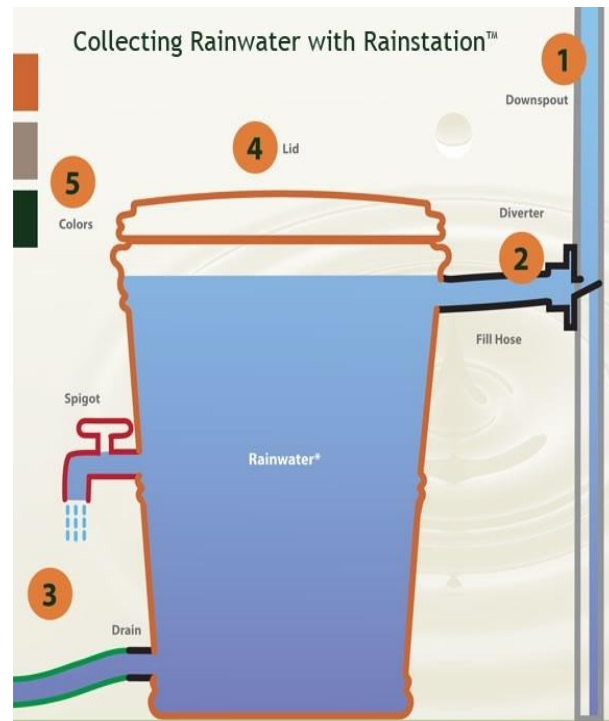 Collecting Rainwater with Rainstation™
1
Downspout
4
Lid
5
Colors
Diverter
2
Fill Hose
Spigot
Rainwater*
3
Drain